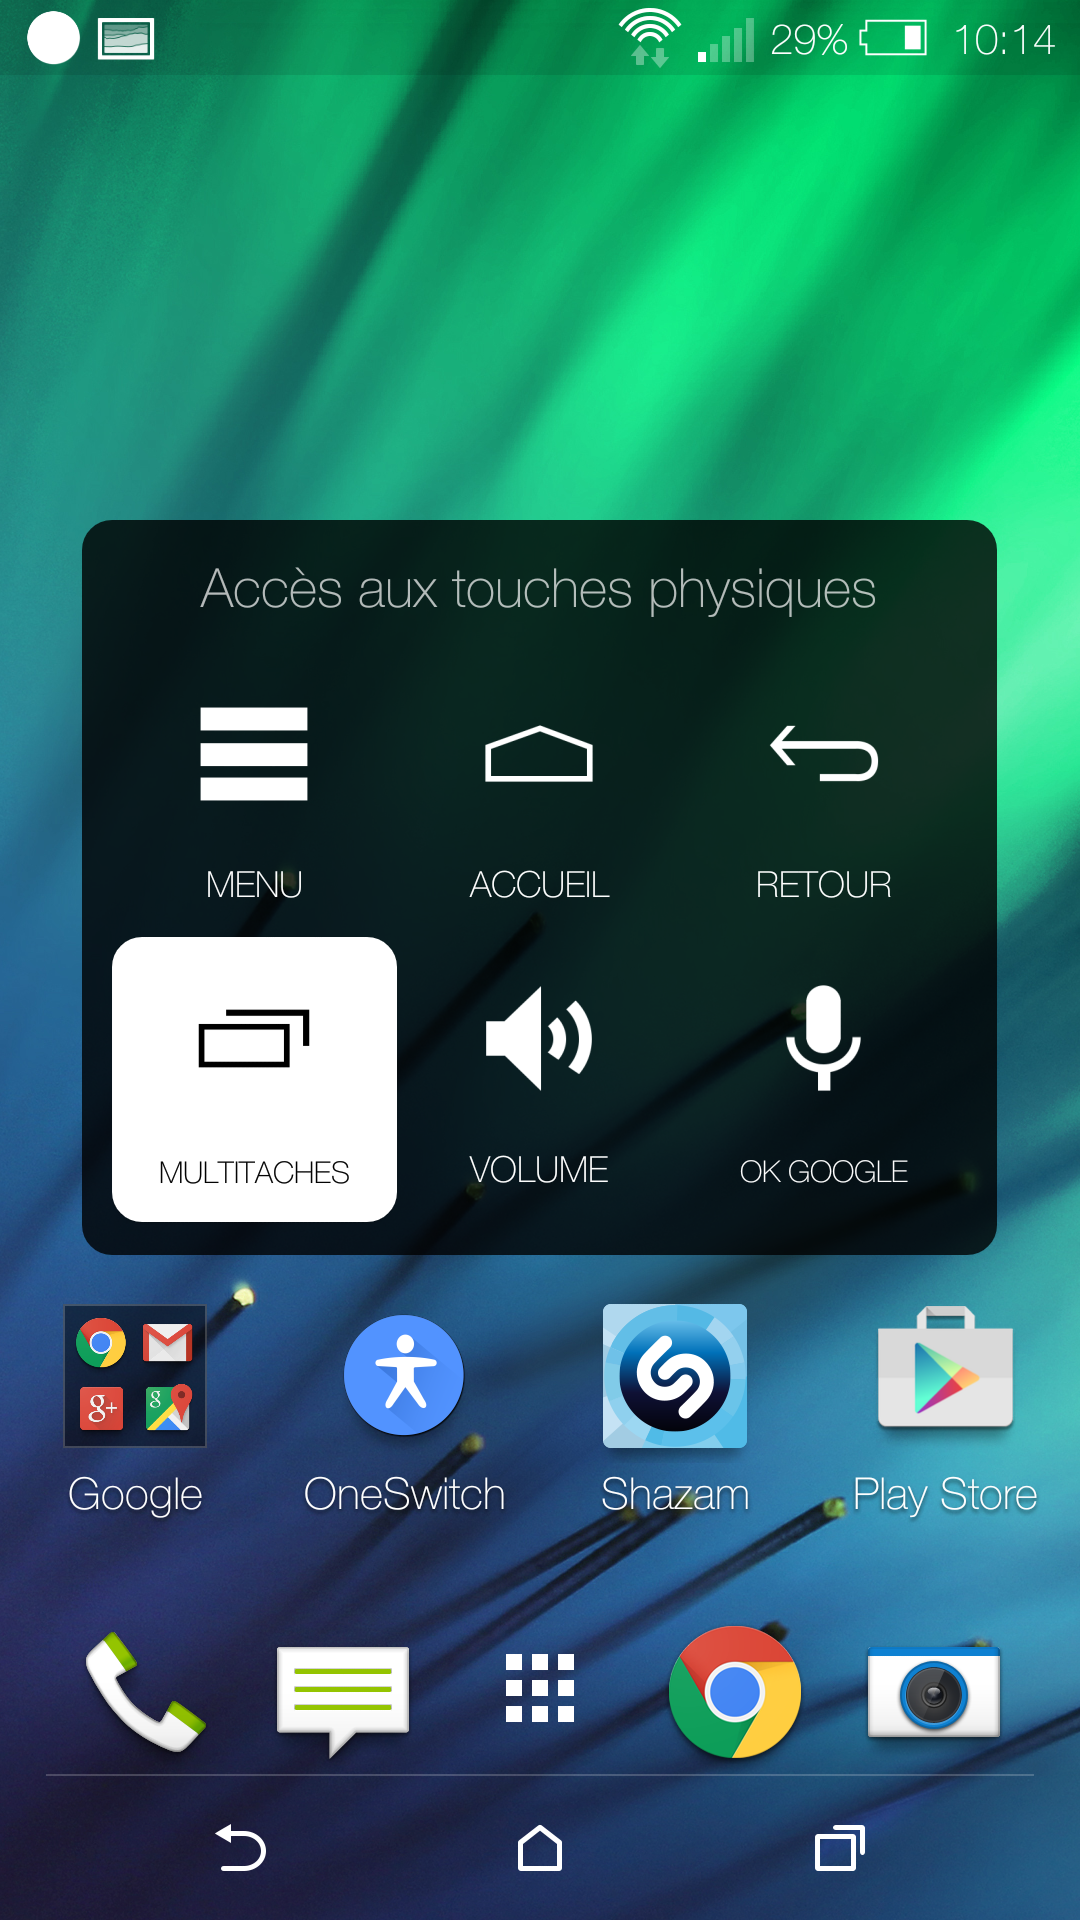 29% 10:14
Accès aux touches physiques
MENU ACCUEIL RETOUR
MULTITACHES VOLUME OK GOOGLE
g+ g
Google OneSwitch Shazam Play Store